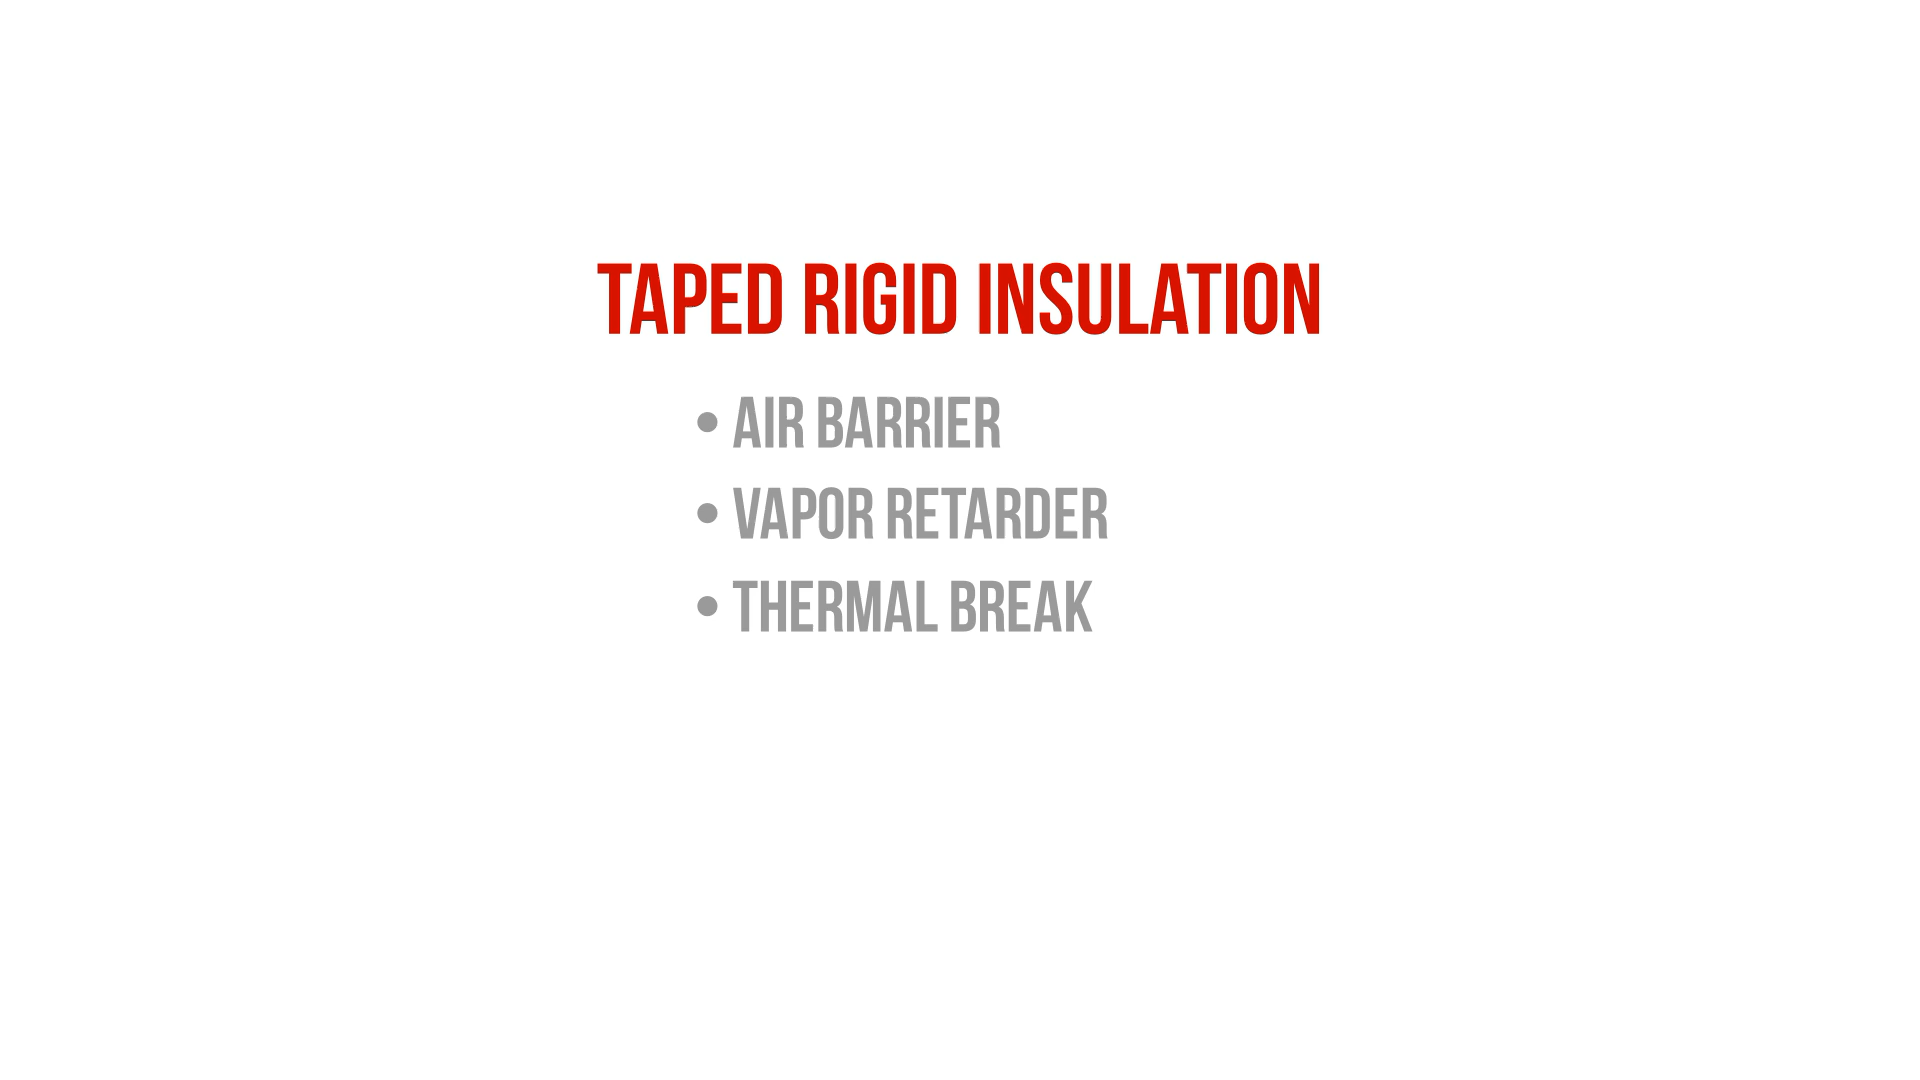 TAPED RIGID INSULATION
• AIR BARRIER
• VAPOR RETARDER
• THERMAL BREAK